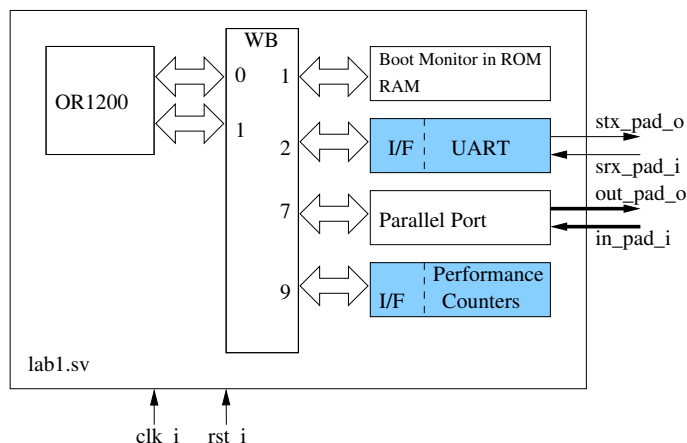 WB
OR1200
0
1
1
2
7
9
Boot Monitor in ROM
RAM
I/F
UART
Parallel Port
I/F
Performance
Counters
stx_pad_o
srx_pad_i
out_pad_o
in_pad_i
lab1.sv
clk_i
rst_i